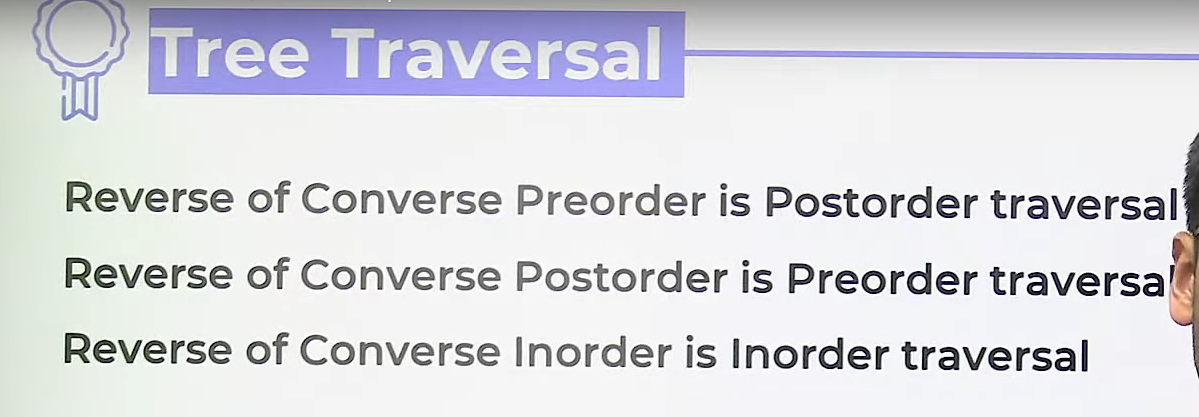 Tree Traversal
Reverse of Converse Preorder is Postorder traversal
Reverse of Converse Postorder is Preorder traversal
Reverse of Converse Inorder is Inorder traversal